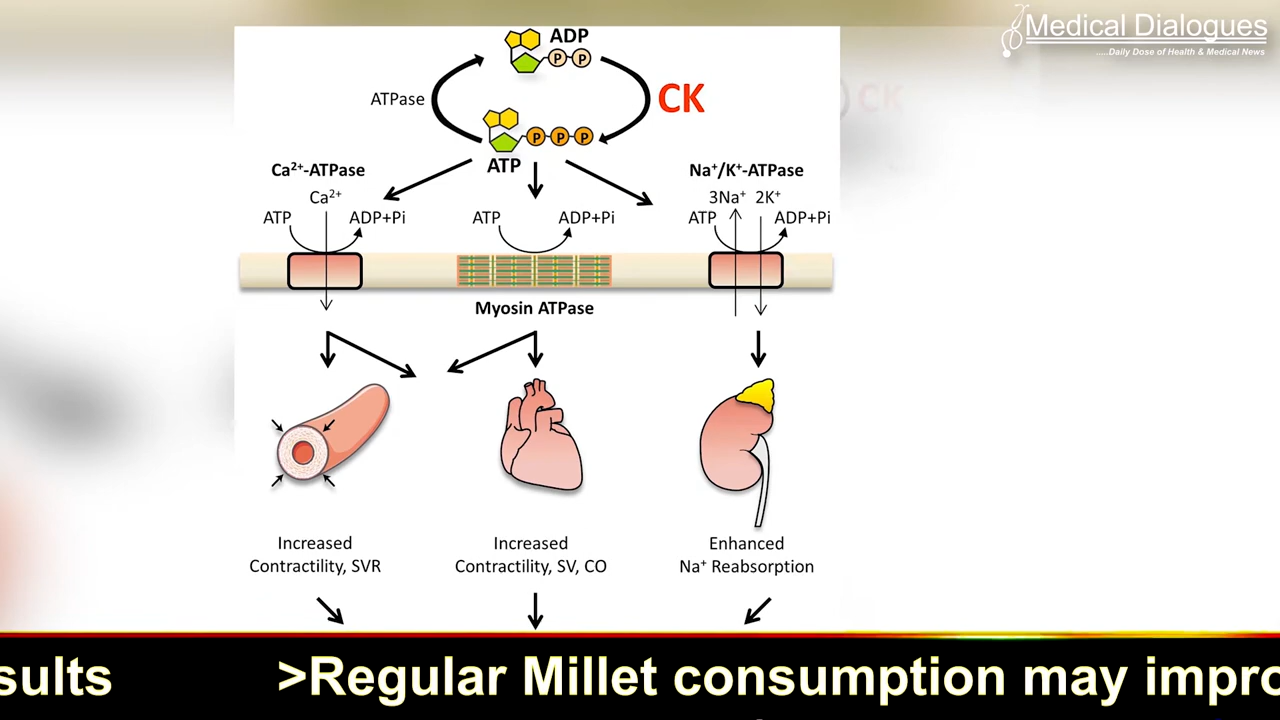 Medical Dialogues
.....Daily Dose of Health & Medical News
ADP
P P
ATPase
CK
P P P
ATP
Ca²⁺-ATPase
Na⁺/K⁺-ATPase
Ca²⁺
3Na⁺ 2K⁺
ATP ADP+Pi ATP ADP+Pi ATP ADP+Pi
Myosin ATPase
Increased
Contractility, SVR
Increased
Contractility, SV, CO
Enhanced
Na⁺ Reabsorption
sults >Regular Millet consumption may impro